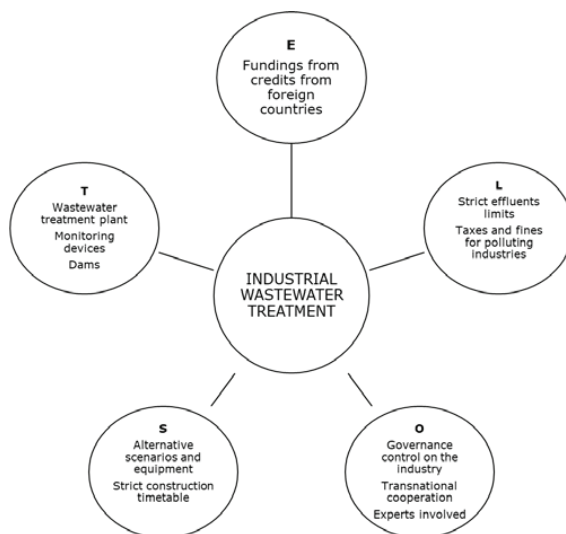 E
Fundings from
credits from
foreign
countries
T
Wastewater
treatment plant
Monitoring
devices
Dams
L
Strict effluents
limits
Taxes and fines
for polluting
industries
INDUSTRIAL
WASTEWATER
TREATMENT
S
Alternative
scenarios and
equipment
Strict construction
timetable
O
Governance
control on the
industry
Transnational
cooperation
Experts involved